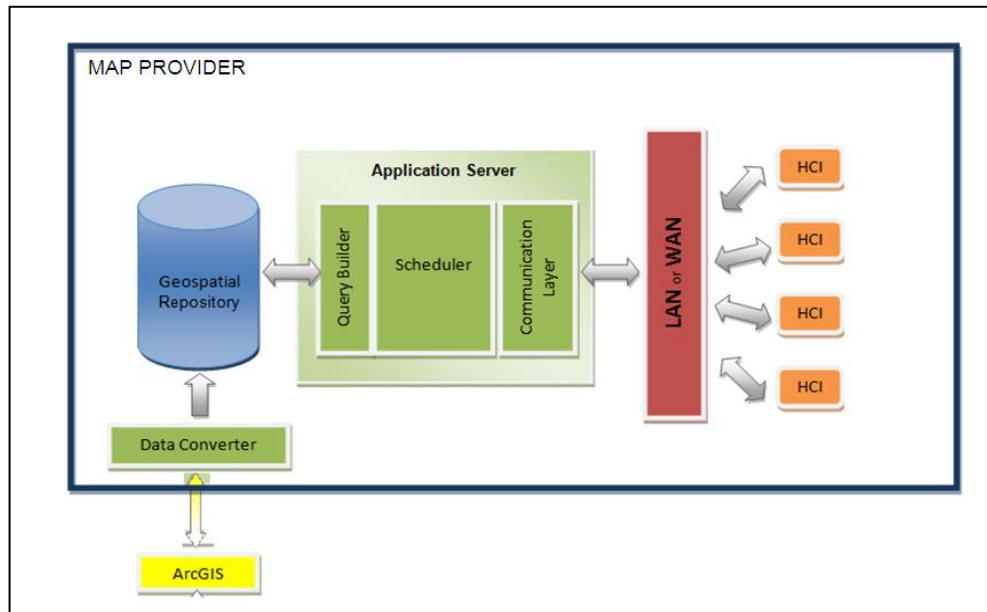 MAP PROVIDER
Application Server
Geospatial
Repository
Query Builder
Scheduler
Communication
Layer
LAN or WAN
HCI
HCI
HCI
HCI
Data Converter
ArcGIS